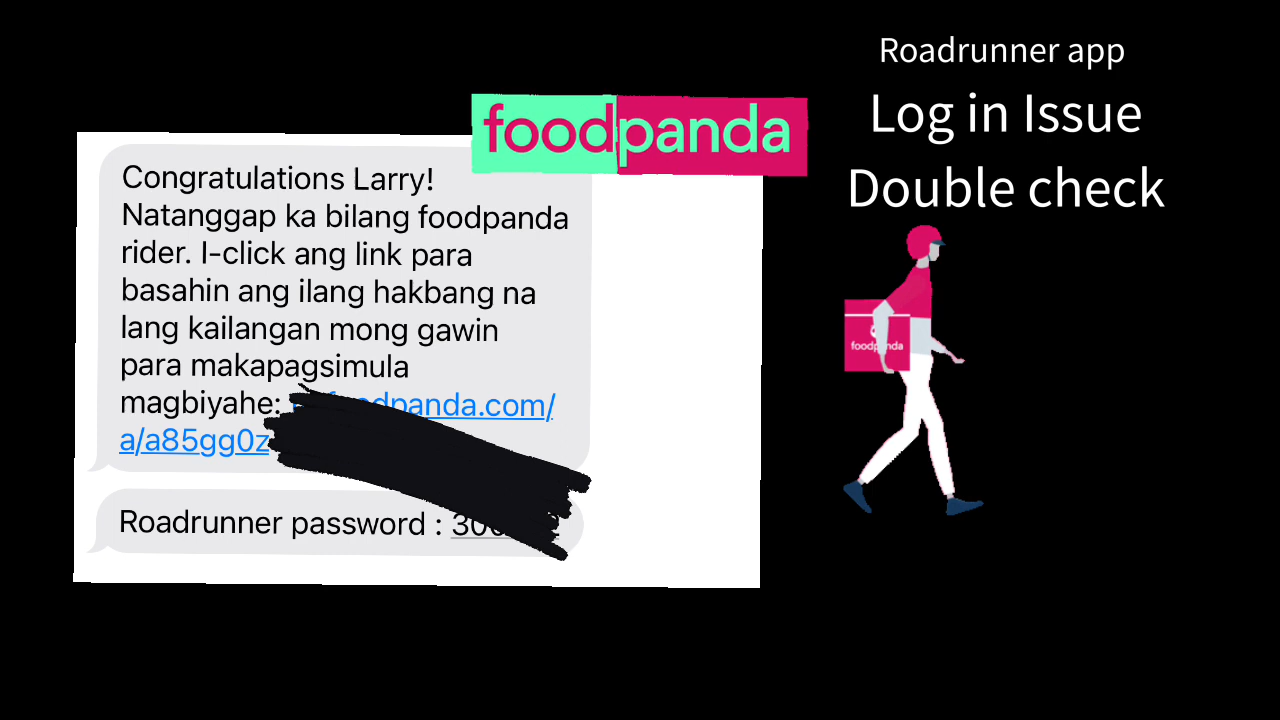 foodpanda
Congratulations Larry!
Natanggap ka bilang foodpanda
rider. I-click ang link para
basahin ang ilang hakbang na
lang kailangan mong gawin
para makapagsimula
magbiyahe:
a/a85gg0z
Roadrunner password :
Roadrunner app
Log in Issue
Double check
foodpanda